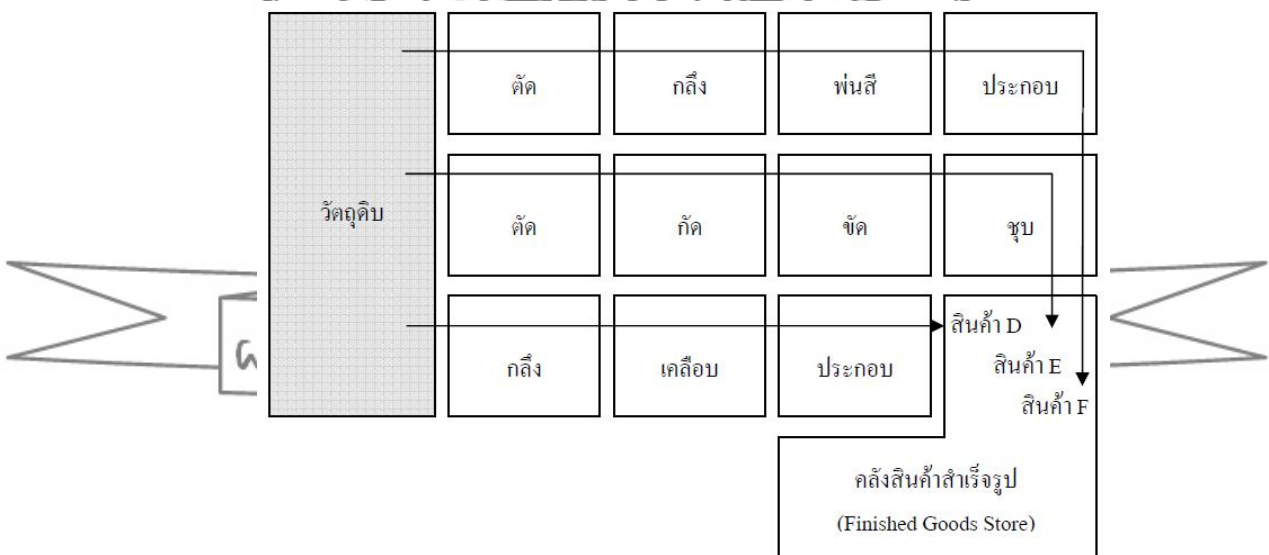 ตัด
กลึง
พ่นสี
ประกอบ
วัตถุดิบ
ตัด
กัด
ขัด
ชุบ
กลึง
เคลือบ
ประกอบ
สินค้า D
สินค้า E
สินค้า F
คลังสินค้าสำเร็จรูป
(Finished Goods Store)